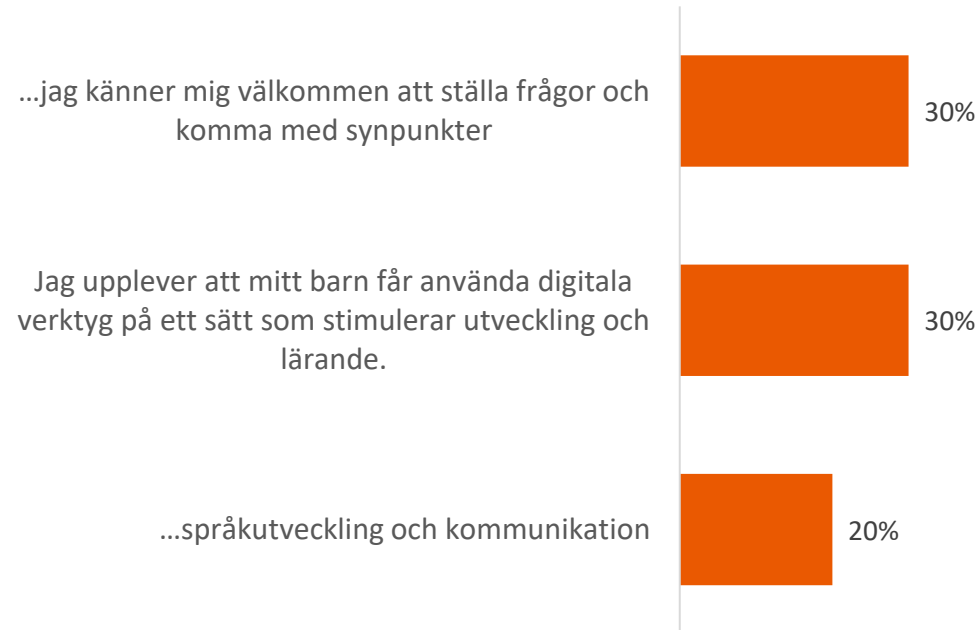 …jag känner mig välkommen att ställa frågor och
komma med synpunkter
30%
Jag upplever att mitt barn får använda digitala
verktyg på ett sätt som stimulerar utveckling och
lärande.
30%
…språkutveckling och kommunikation
20%